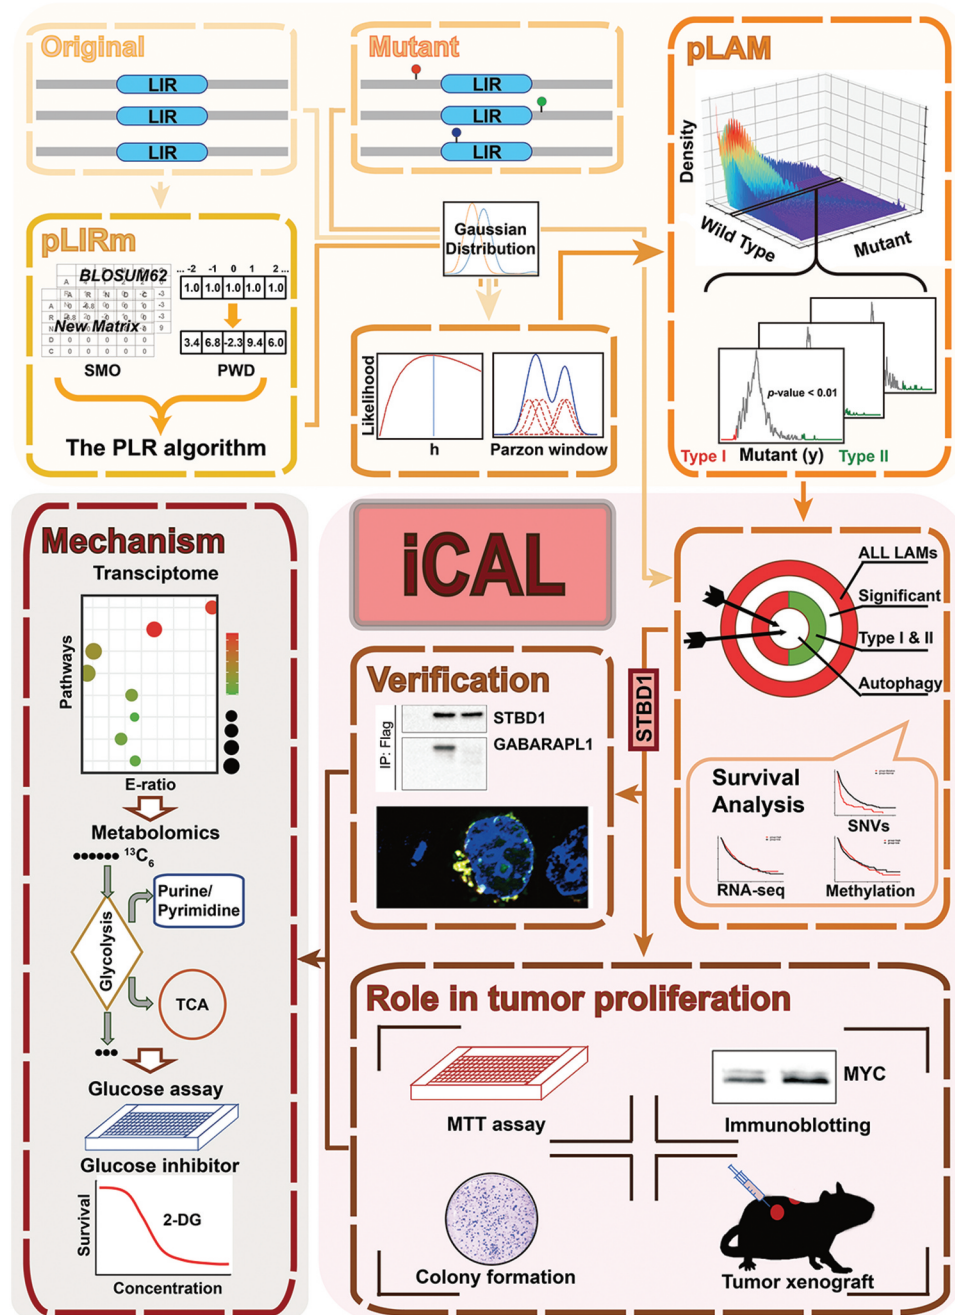 Original
LIR
LIR
LIR
Mutant
LIR
LIR
LIR
pLAM
Density
Wild Type
Mutant
p-value < 0.01
Type I
Mutant (y)
Type II
pLIRm
BLOSUM62
New Matrix
SMO
... -2 -1 0 1 2 ...
1.0 1.0 1.0 1.0 1.0
3.4 6.8 -2.3 9.4 6.0
PWD
The PLR algorithm
Gaussian
Distribution
Likelihood
h
Parzon window
iCAL
ALL LAMs
Significant
Type I & II
Autophagy
Survival
Analysis
SNVs
RNA-seq
Methylation
STBD1
Verification
IP: Flag
STBD1
GABARAPL1
Mechanism
Transciptome
Pathways
E-ratio
Metabolomics
13C6
Glycolysis
Purine/
Pyrimidine
TCA
Glucose assay
Glucose inhibitor
Survival
2-DG
Concentration
Role in tumor proliferation
MTT assay
MYC
Immunoblotting
Colony formation
Tumor xenograft